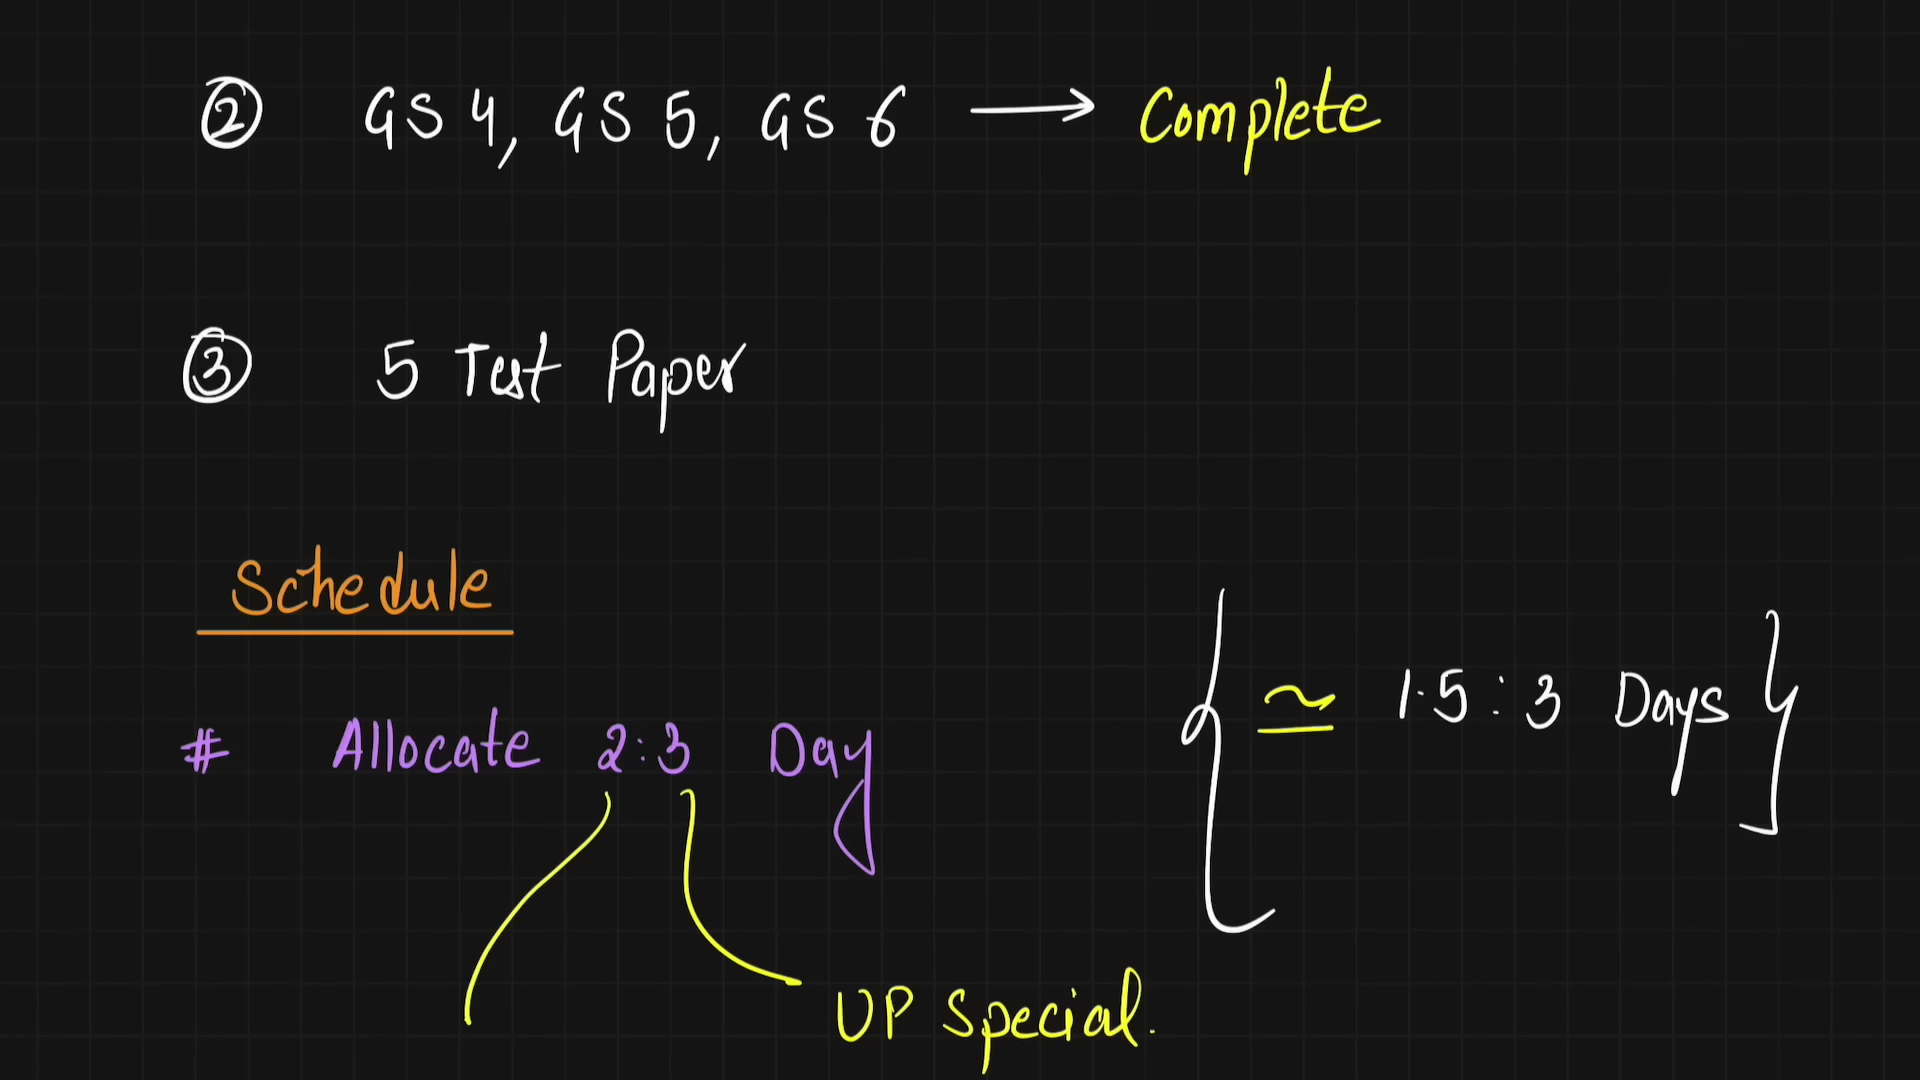 ② GS 4, GS 5, GS 6 → Complete
③ 5 Test Paper
Schedule
# Allocate 2:3 Day
{ ≃ 1.5 : 3 Days }
UP Special.